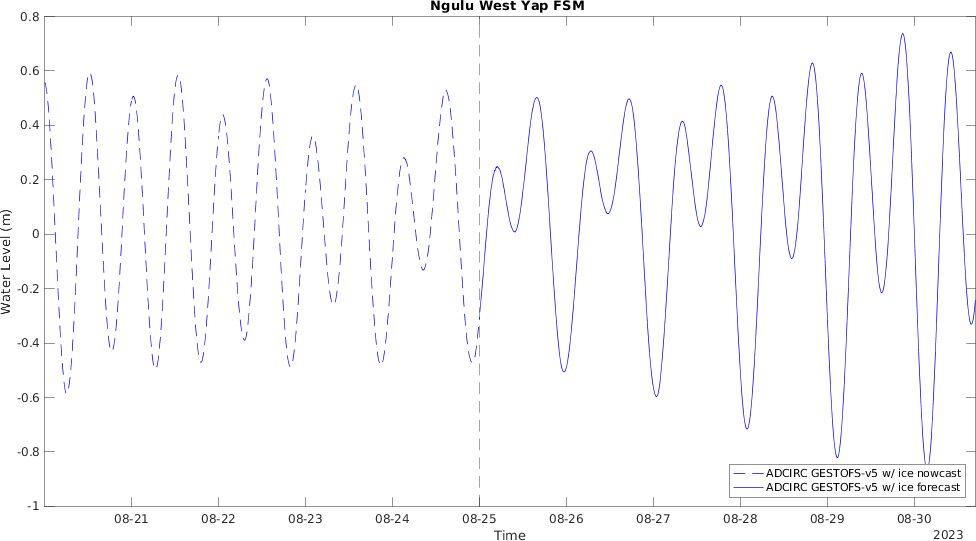 Ngulu West Yap FSM
0.8
0.6
0.4
0.2
0
-0.2
-0.4
-0.6
-0.8
-1
Water Level (m)
ADCIRC GESTOFS-v5 w/ ice nowcast
ADCIRC GESTOFS-v5 w/ ice forecast
08-21 08-22 08-23 08-24 08-25 08-26 08-27 08-28 08-29 08-30
Time
2023